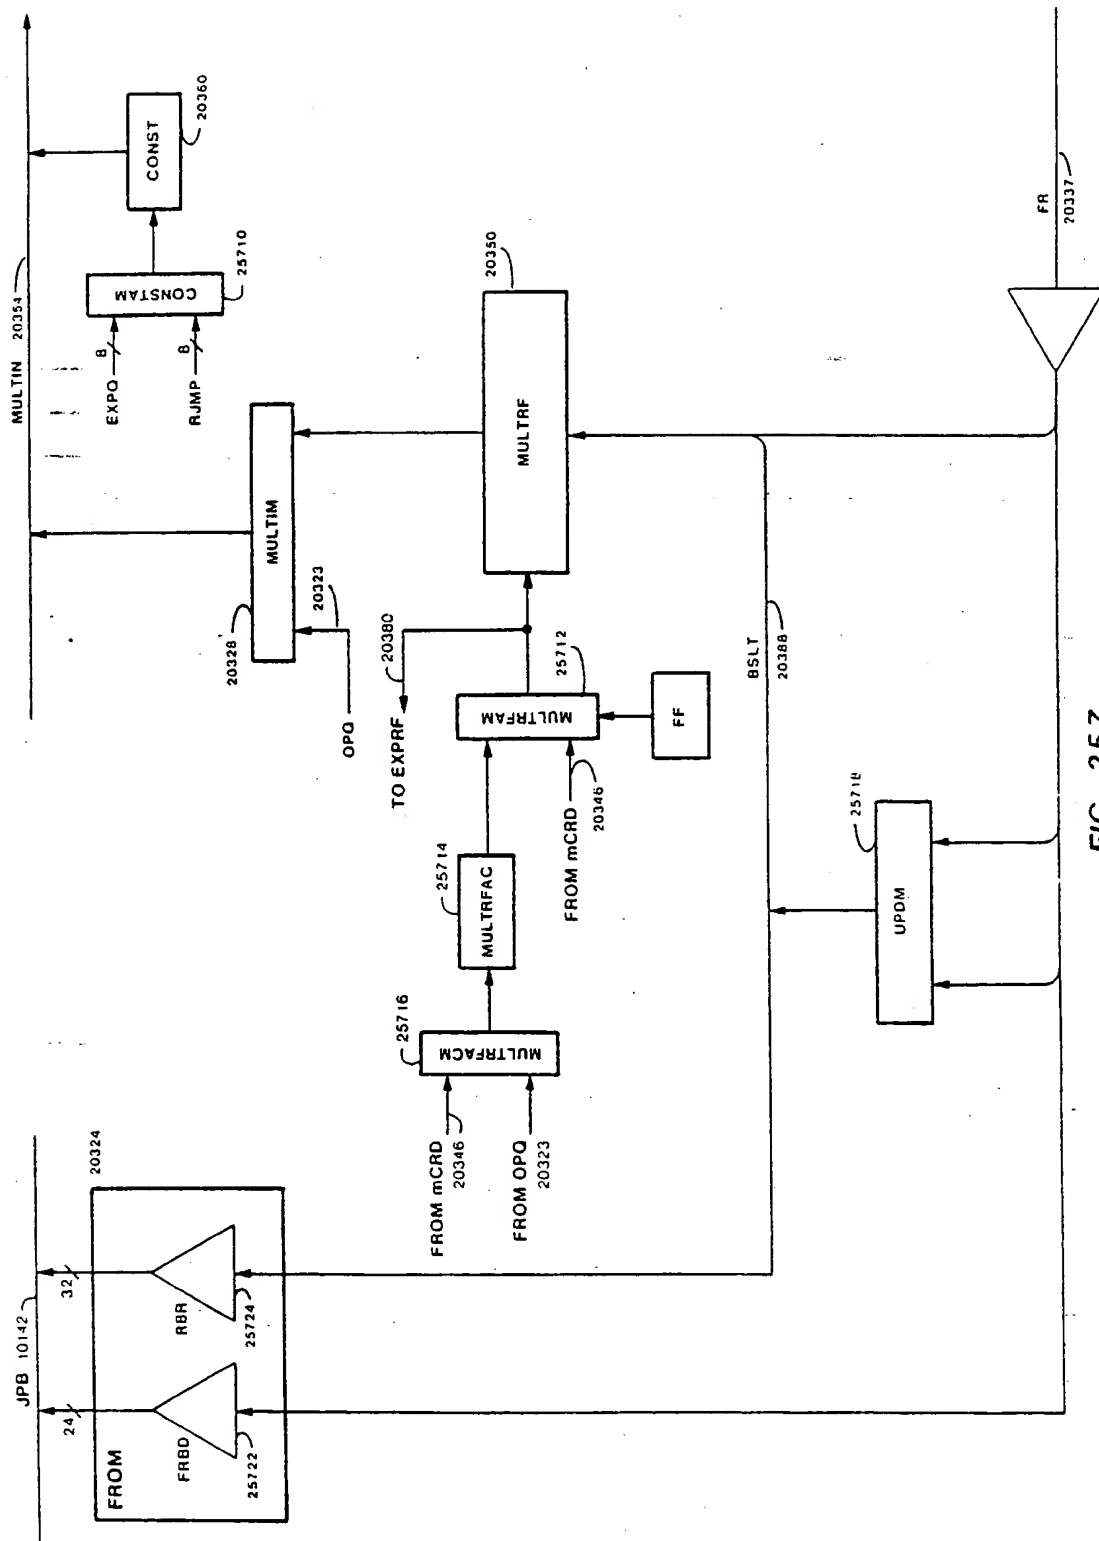 JPB 10142
24
32
20324
FROM
FRBD
25722
RBR
25724
MULTIN 20354
CONST
20360
CONSTAM
25710
EXPQ
8
RJMP
8
MULTIM
20328
20323
OPQ
MULTRF
20350
TO EXPRF
20380
MULTRFAM
25712
FF
FROM mCRD
20346
MULTRFAC
25714
MULTRFACM
25716
FROM mCRD
20346
FROM OPQ
20323
BSLT
20388
UPDM
25718
FR
20337
FIG 257